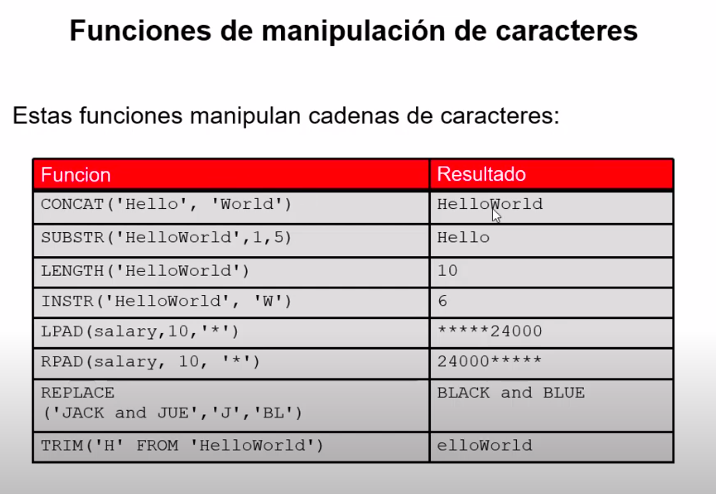 Funciones de manipulación de caracteres
Estas funciones manipulan cadenas de caracteres:
Funcion Resultado
CONCAT('Hello', 'World') HelloWorld
SUBSTR('HelloWorld',1,5) Hello
LENGTH('HelloWorld') 10
INSTR('HelloWorld', 'W') 6
LPAD(salary,10,'*') *****24000
RPAD(salary, 10, '*') 24000*****
REPLACE BLACK and BLUE
('JACK and JUE','J','BL')
TRIM('H' FROM 'HelloWorld') elloWorld